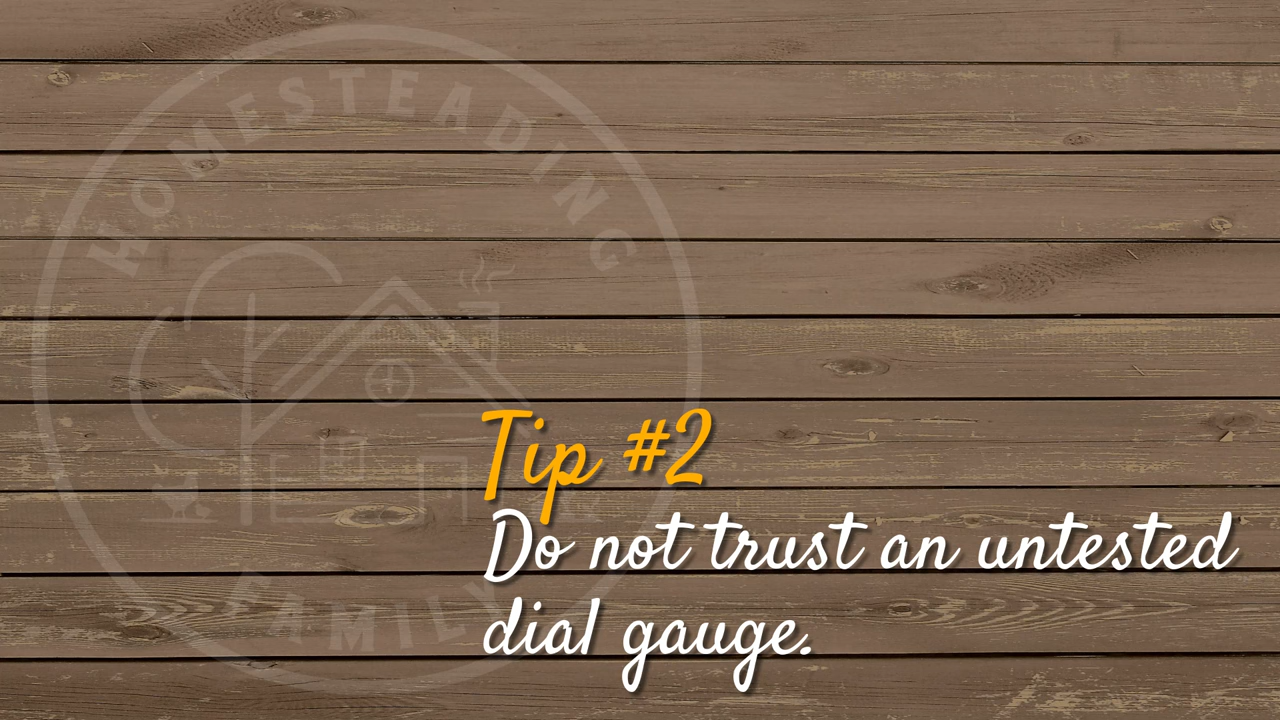 HOMESTEADING
Tip #2
Do not trust an untested
dial gauge.
FAMILY